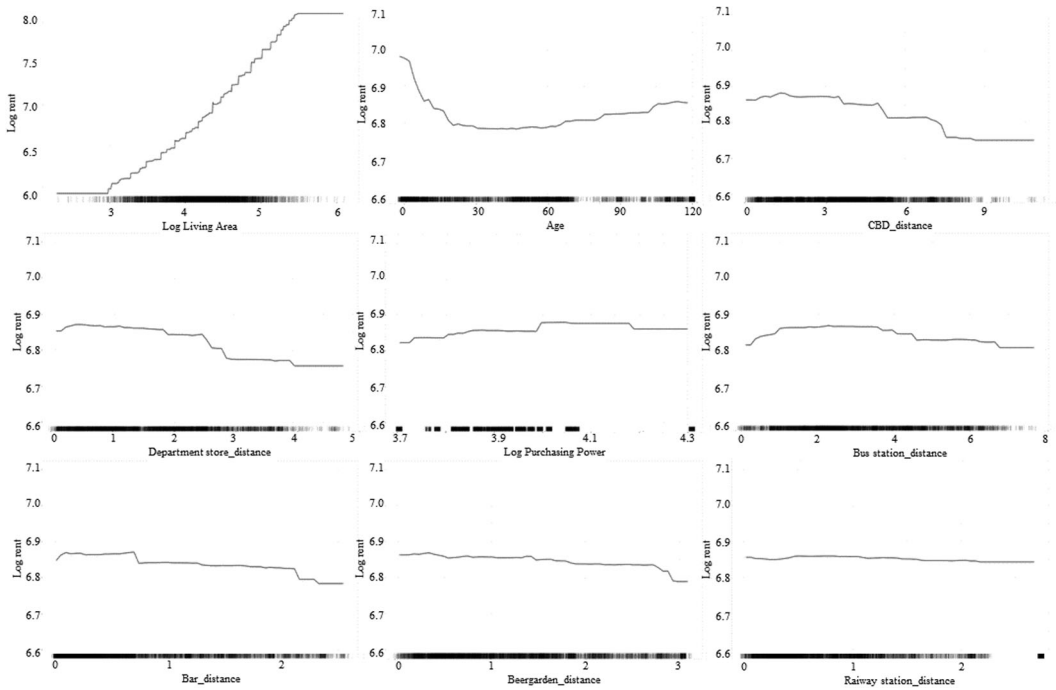 8.0
7.0
6.5
6.0
Log rent
3 4 5 6
Log Living Area
7.1
7.0
6.9
6.8
6.7
6.6
Log rent
0 30 60 90 120
Age
7.1
7.0
6.9
6.8
6.7
6.6
Log rent
0 3 6 9
CBD_distance
7.1
7.0
6.9
6.8
6.7
6.6
Log rent
0 1 2 3 4 5
Department store_distance
7.1
7.0
6.9
6.8
6.7
6.6
Log rent
3.7 3.9 4.1 4.3
Log Purchasing Power
7.1
7.0
6.9
6.8
6.7
6.6
Log rent
0 2 4 6 8
Bus station_distance
7.1
7.0
6.9
6.8
6.7
6.6
Log rent
0 1 2
Bar_distance
7.1
7.0
6.9
6.8
6.7
6.6
Log rent
0 1 2 3
Beergarden_distance
7.1
7.0
6.9
6.8
6.7
6.6
Log rent
0 1 2
Raiway station_distance